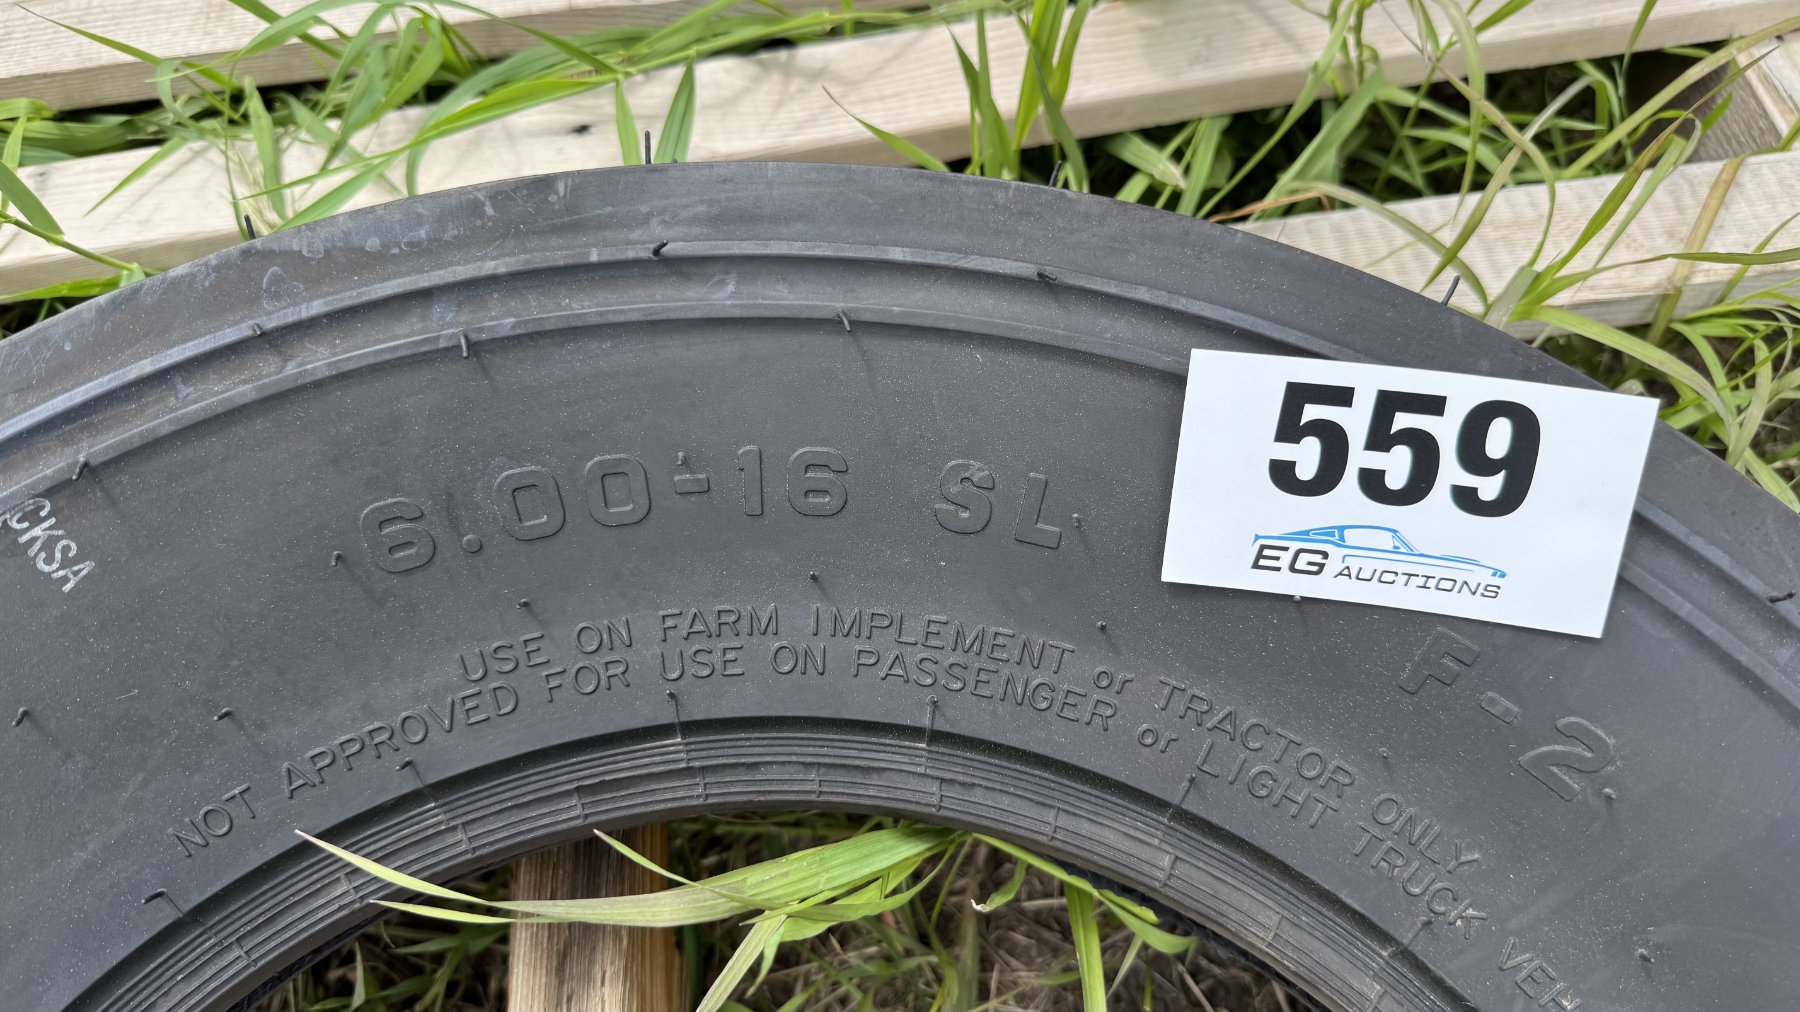 6.00-16 SL
USE ON FARM IMPLEMENT or TRACTOR ONLY
NOT APPROVED FOR USE ON PASSENGER or LIGHT TRUCK
F-2
559
EG AUCTIONS